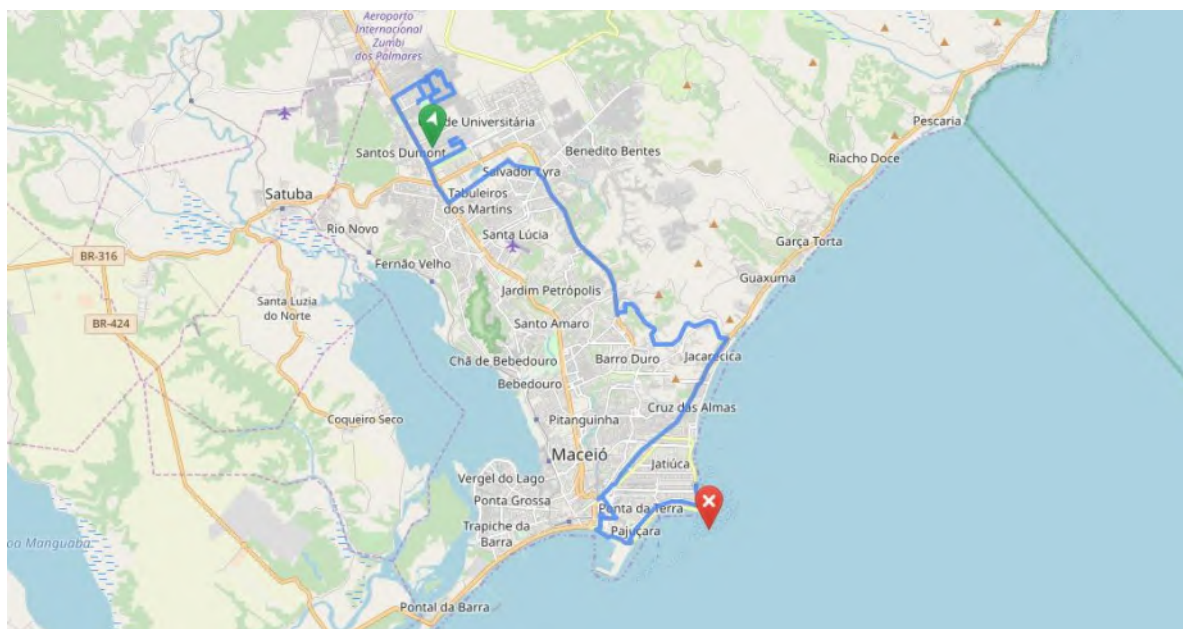 Aeroporto
Internacional
Zumbi
dos Palmares
Pescaria
de Universitária
Santos Dumont
Benedito Bentes
Riacho Doce
Salvador Lyra
Satuba
Tabuleiros
dos Martins
Rio Novo
Santa Lúcia
Garça Torta
BR-316
Fernão Velho
Guaxuma
Jardim Petrópolis
Santa Luzia
do Norte
BR-424
Santo Amaro
Chã de Bebedouro
Barro Duro
Jacarecica
Bebedouro
Cruz das Almas
Coqueiro Seco
Pitanguinha
Maceió
Jatiúca
Vergel do Lago
Ponta Grossa
Ponta da Terra
Trapiche da
Barra
Pajuçara
oa Manguaba
Pontal da Barra